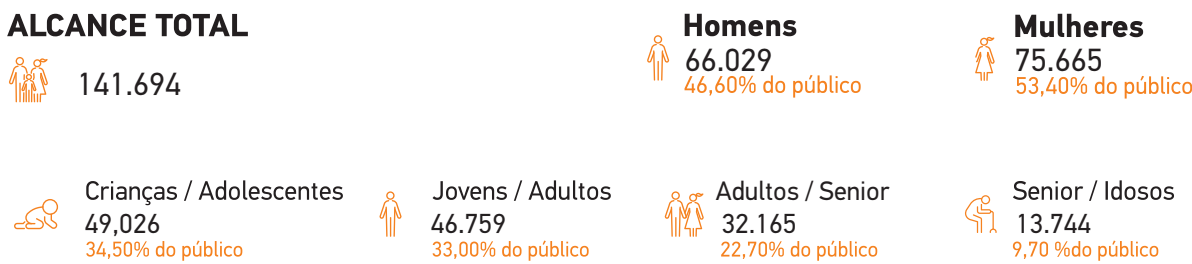 ALCANCE TOTAL
141.694
Homens
66.029
46,60% do público
Mulheres
75.665
53,40% do público
Crianças / Adolescentes
49,026
34,50% do público
Jovens / Adultos
46.759
33,00% do público
Adultos / Senior
32.165
22,70% do público
Senior / Idosos
13.744
9,70 %do público